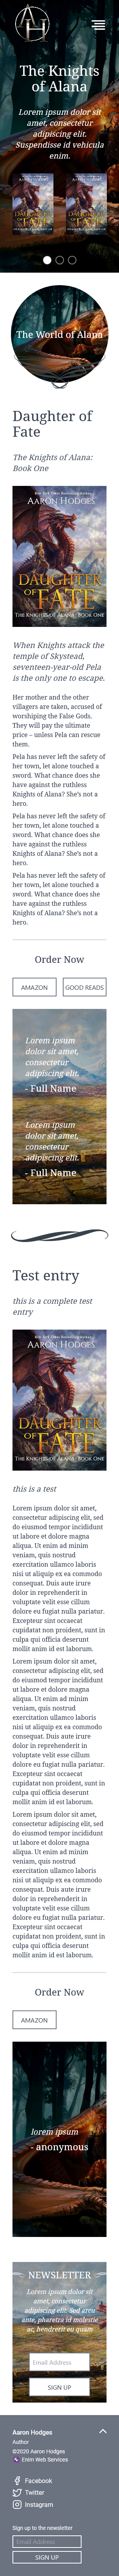 AH
The Knights
of Alana
Lorem ipsum dolor sit
amet, consectetur
adipiscing elit.
Suspendisse id vehicula
enim.
DAUGHTER
OF FATE
DAUGHTER
OF FATE
The World of Alana
Daughter of
Fate
The Knights of Alana:
Book One
AARON HODGES
DAUGHTER
OF FATE
THE KNIGHTS OF ALANA: BOOK ONE
When Knights attack the
temple of Skystead,
seventeen-year-old Pela
is the only one to escape.
Her mother and the other
villagers are taken, accused of
worshiping the False Gods.
They will pay the ultimate
price – unless Pela can rescue
them.
Pela has never left the safety of
her town, let alone touched a
sword. What chance does she
have against the ruthless
Knights of Alana? She’s not a
hero.
Pela has never left the safety of
her town, let alone touched a
sword. What chance does she
have against the ruthless
Knights of Alana? She’s not a
hero.
Pela has never left the safety of
her town, let alone touched a
sword. What chance does she
have against the ruthless
Knights of Alana? She’s not a
hero.
Order Now
AMAZON
GOOD READS
Lorem ipsum
dolor sit amet,
consectetur
adipiscing elit.
- Full Name
Lorem ipsum
dolor sit amet,
consectetur
adipiscing elit.
- Full Name
Test entry
this is a complete test
entry
AARON HODGES
DAUGHTER
OF FATE
THE KNIGHTS OF ALANA: BOOK ONE
this is a test
Lorem ipsum dolor sit amet,
consectetur adipiscing elit, sed
do eiusmod tempor incididunt
ut labore et dolore magna
aliqua. Ut enim ad minim
veniam, quis nostrud
exercitation ullamco laboris
nisi ut aliquip ex ea commodo
consequat. Duis aute irure
dolor in reprehenderit in
voluptate velit esse cillum
dolore eu fugiat nulla pariatur.
Excepteur sint occaecat
cupidatat non proident, sunt in
culpa qui officia deserunt
mollit anim id est laborum.
Lorem ipsum dolor sit amet,
consectetur adipiscing elit, sed
do eiusmod tempor incididunt
ut labore et dolore magna
aliqua. Ut enim ad minim
veniam, quis nostrud
exercitation ullamco laboris
nisi ut aliquip ex ea commodo
consequat. Duis aute irure
dolor in reprehenderit in
voluptate velit esse cillum
dolore eu fugiat nulla pariatur.
Excepteur sint occaecat
cupidatat non proident, sunt in
culpa qui officia deserunt
mollit anim id est laborum.
Lorem ipsum dolor sit amet,
consectetur adipiscing elit, sed
do eiusmod tempor incididunt
ut labore et dolore magna
aliqua. Ut enim ad minim
veniam, quis nostrud
exercitation ullamco laboris
nisi ut aliquip ex ea commodo
consequat. Duis aute irure
dolor in reprehenderit in
voluptate velit esse cillum
dolore eu fugiat nulla pariatur.
Excepteur sint occaecat
cupidatat non proident, sunt in
culpa qui officia deserunt
mollit anim id est laborum.
Order Now
AMAZON
lorem ipsum
- anonymous
NEWSLETTER
Lorem ipsum dolor sit
amet, consectetur
adipiscing elit. Sed arcu
ante, pharetra id molestie
ac, hendrerit eu quam
Email Address
SIGN UP
Aaron Hodges
Author
©2020 Aaron Hodges
Enlin Web Services
Facebook
Twitter
Instagram
Sign up to the newsletter
Email Address
SIGN UP